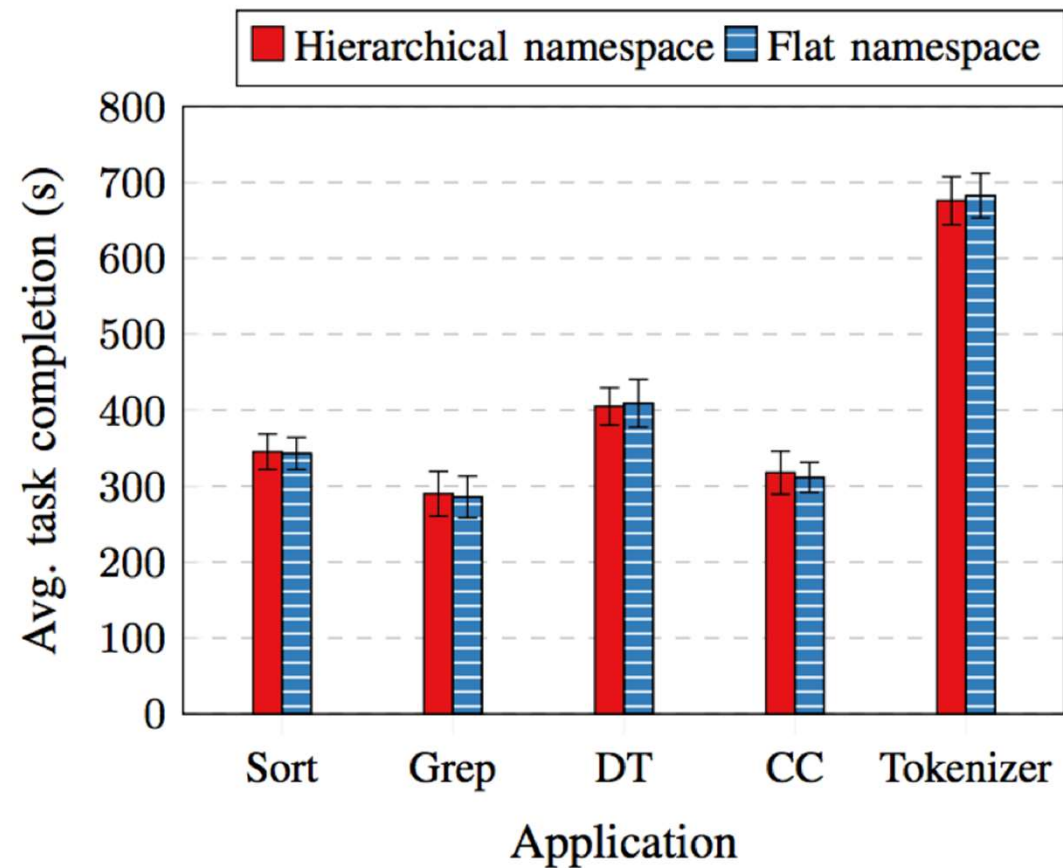 Hierarchical namespace Flat namespace
800
700
600
500
400
300
200
100
0
Avg. task completion (s)
Sort Grep DT CC Tokenizer
Application